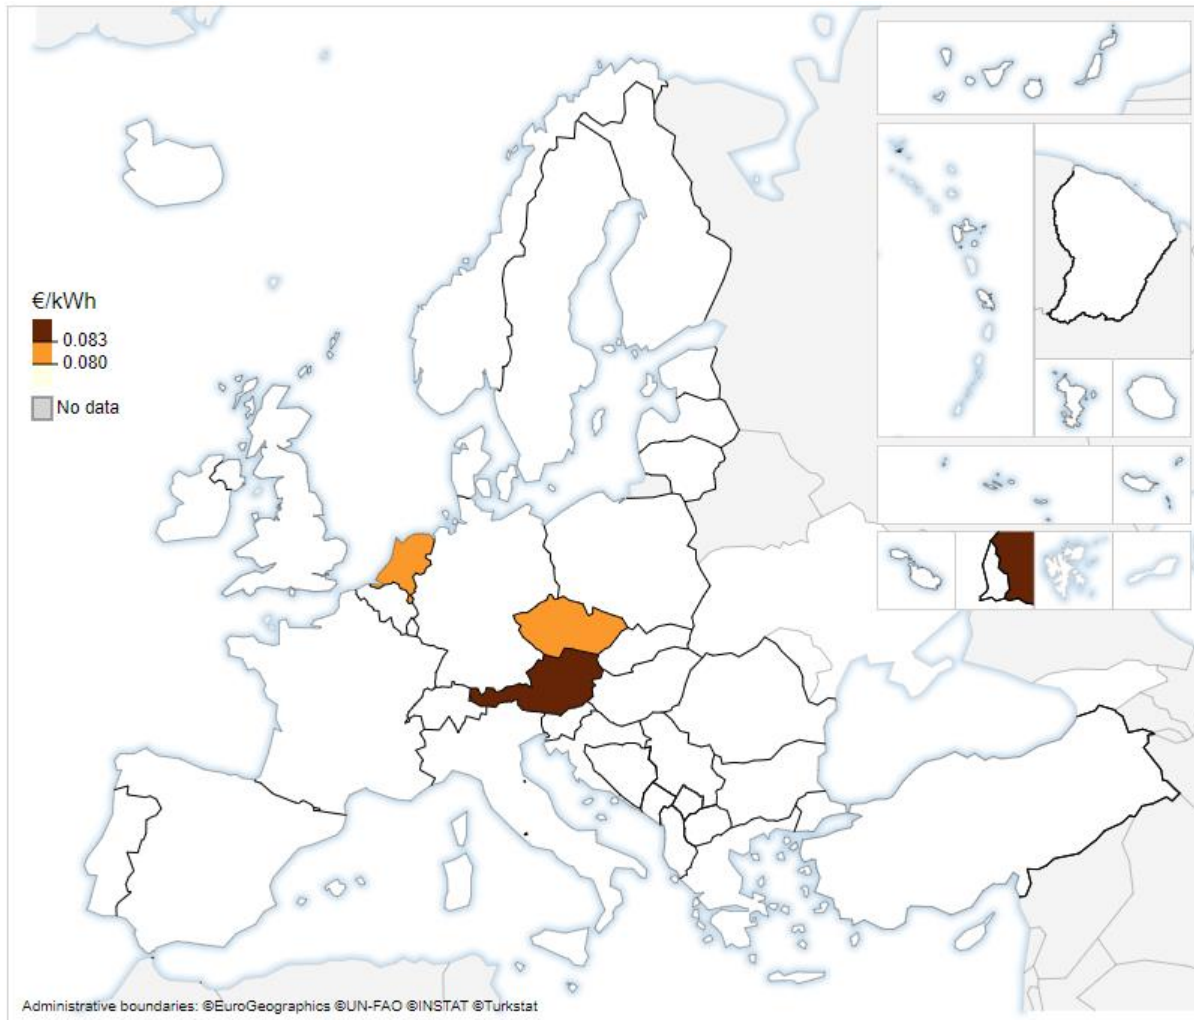 €/kWh
0.083
0.080
No data
Administrative boundaries: ©EuroGeographics ©UN-FAO ©INSTAT ©Turkstat